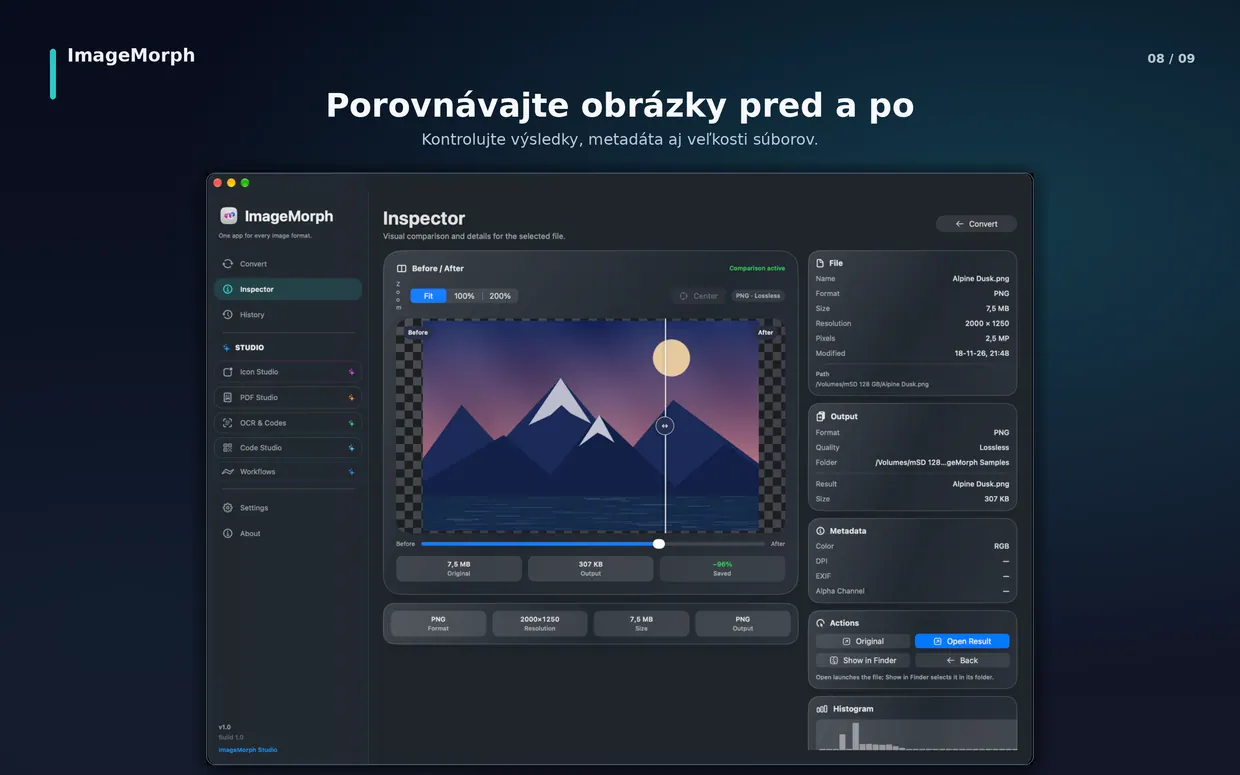 ImageMorph
08 / 09
Porovnávajte obrázky pred a po
Kontrolujte výsledky, metadáta aj veľkosti súborov.
ImageMorph
One app for every image format.
Convert
Inspector
History
STUDIO
Icon Studio
PDF Studio
OCR & Codes
Code Studio
Workflows
Settings
About
v1.0
Build 1.0
ImageMorph Studio
Inspector
Visual comparison and details for the selected file.
Convert
Before / After
Comparison active
Zoom
Fit
100%
200%
Center
PNG · Lossless
Before
After
Before
After
7,5 MB
Original
307 KB
Output
−96%
Saved
PNG
Format
2000×1250
Resolution
7,5 MB
Size
PNG
Output
File
Name Alpine Dusk.png
Format PNG
Size 7,5 MB
Resolution 2000 × 1250
Pixels 2,5 MP
Modified 18-11-26, 21:48
Path
/Volumes/mSD 128 GB/Alpine Dusk.png
Output
Format PNG
Quality Lossless
Folder /Volumes/mSD 128...geMorph Samples
Result Alpine Dusk.png
Size 307 KB
Metadata
Color RGB
DPI —
EXIF —
Alpha Channel —
Actions
Original
Open Result
Show in Finder
Back
Open launches the file; Show in Finder selects it in its folder.
Histogram